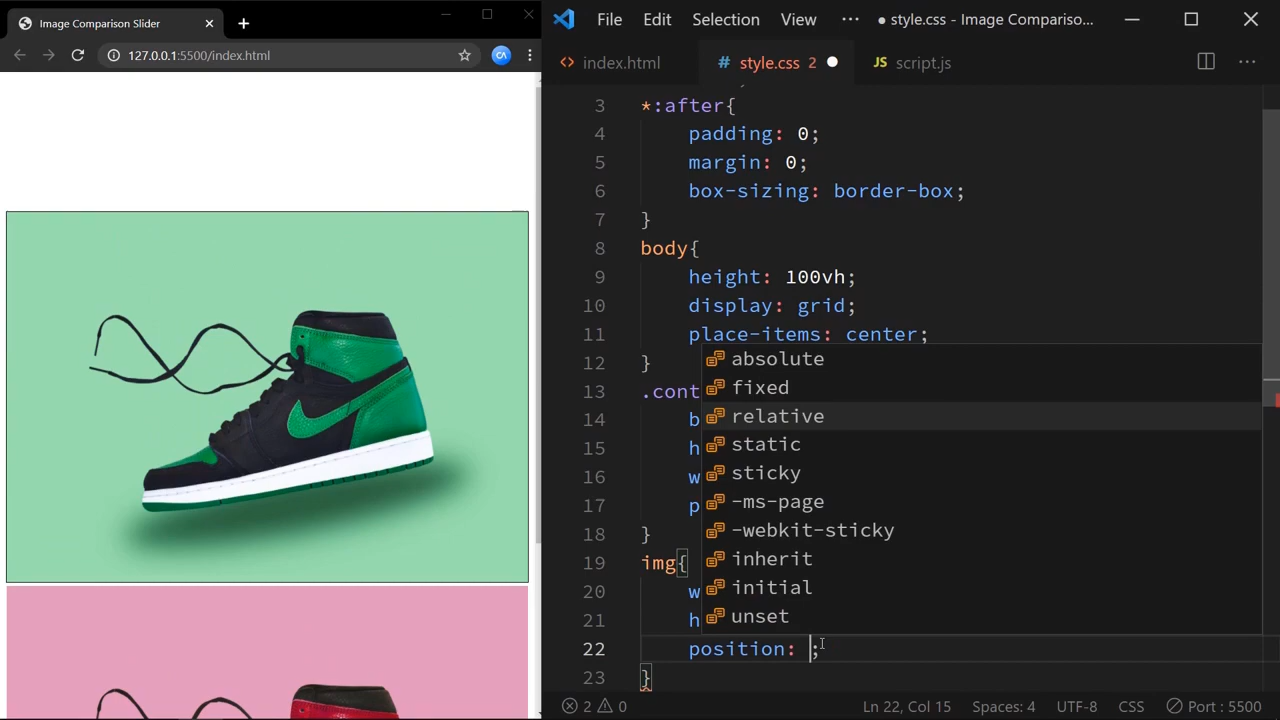 Image Comparison Slider
127.0.0.1:5500/index.html
File Edit Selection View ··· ● style.css - Image Compariso...
index.html
style.css 2
JS script.js
3 *:after{
4 padding: 0;
5 margin: 0;
6 box-sizing: border-box;
7 }
8 body{
9 height: 100vh;
10 display: grid;
11 place-items: center;
12 }
13 .cont
14 b
15 h
16 w
17 p
18 }
19 img{
20 w
21 h
22 position: ;
23 }
absolute
fixed
relative
static
sticky
-ms-page
-webkit-sticky
inherit
initial
unset
2 0 Ln 22, Col 15 Spaces: 4 UTF-8 CSS Port : 5500